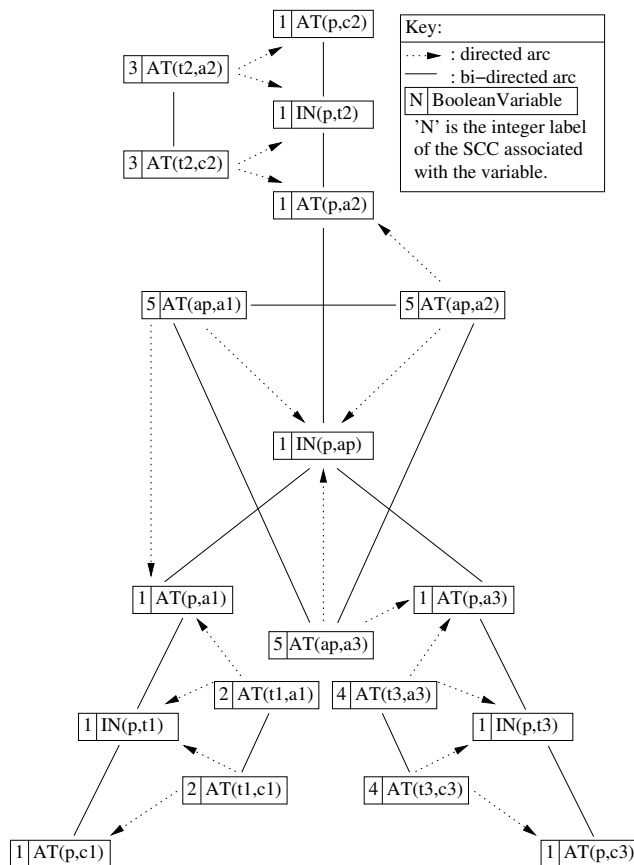 1 AT(p,c2)
Key:
: directed arc
: bi-directed arc
N BooleanVariable
'N' is the integer label
of the SCC associated
with the variable.
3 AT(t2,a2)
1 IN(p,t2)
3 AT(t2,c2)
1 AT(p,a2)
5 AT(ap,a1)
5 AT(ap,a2)
1 IN(p,ap)
1 AT(p,a1)
1 AT(p,a3)
5 AT(ap,a3)
2 AT(t1,a1)
4 AT(t3,a3)
1 IN(p,t1)
1 IN(p,t3)
2 AT(t1,c1)
4 AT(t3,c3)
1 AT(p,c1)
1 AT(p,c3)